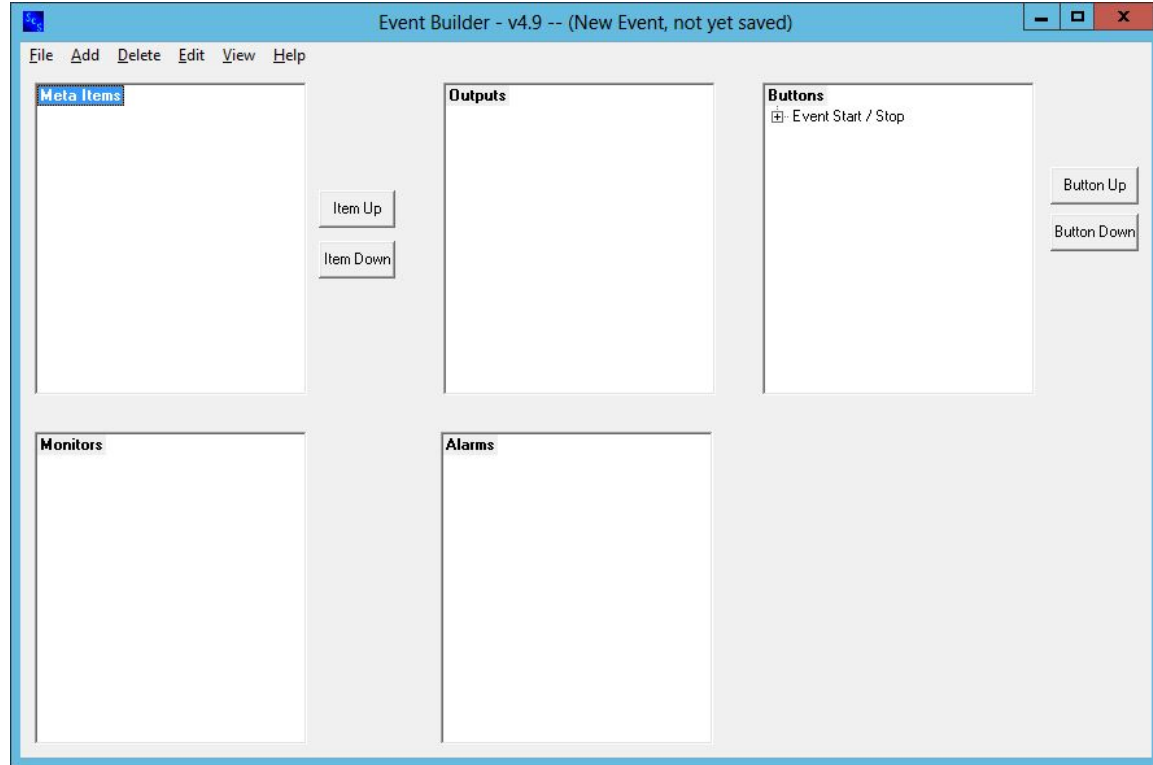 SCS
Event Builder - v4.9 -- (New Event, not yet saved)
File Add Delete Edit View Help
Meta Items
Outputs
Buttons
Event Start / Stop
Item Up
Item Down
Button Up
Button Down
Monitors
Alarms